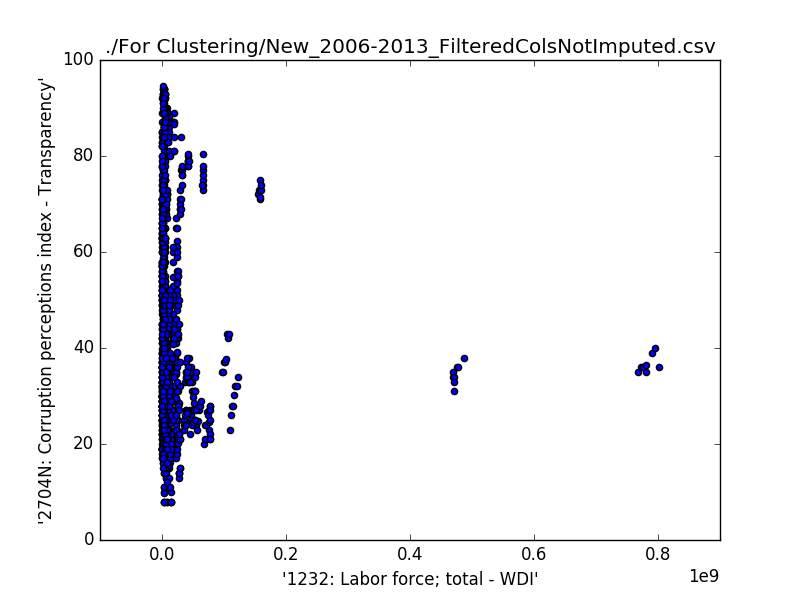 ./For Clustering/New_2006-2013_FilteredColsNotImputed.csv
'2704N: Corruption perceptions index - Transparency'
100
80
60
40
20
0
0.0 0.2 0.4 0.6 0.8
1e9
'1232: Labor force; total - WDI'